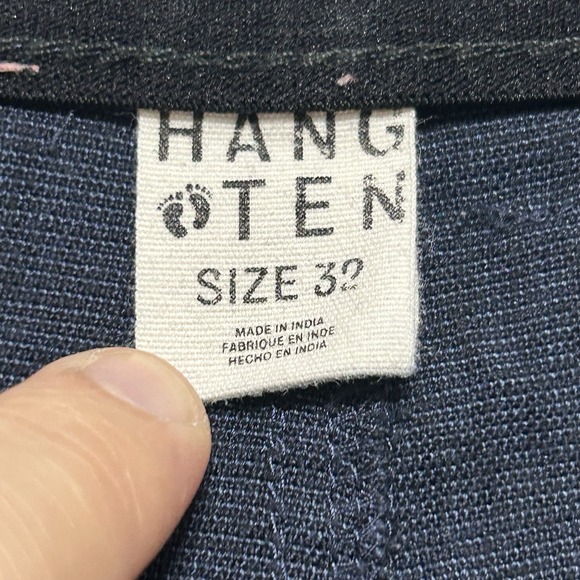 HANG
TEN
SIZE 32
MADE IN INDIA
FABRIQUE EN INDE
HECHO EN INDIA